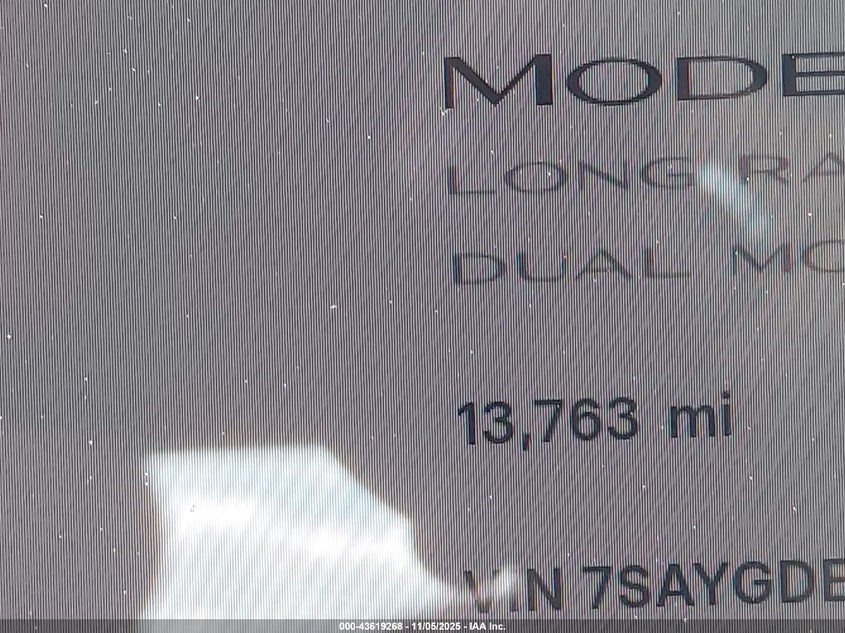 MODE
LONG RA
DUAL MO
13,763 mi
VIN 7SAYGDE
000-43619268 - 11/05/2025 - IAA Inc.